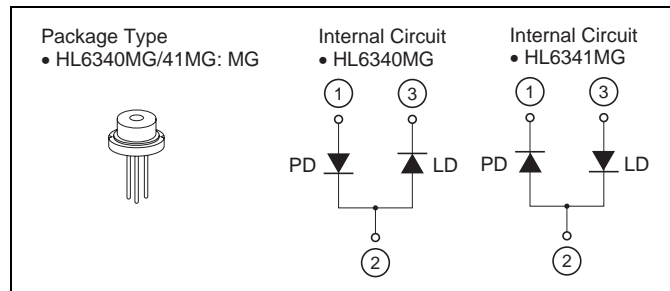 Package Type
• HL6340MG/41MG: MG
Internal Circuit
• HL6340MG
1 3
PD LD
2
Internal Circuit
• HL6341MG
1 3
PD LD
2